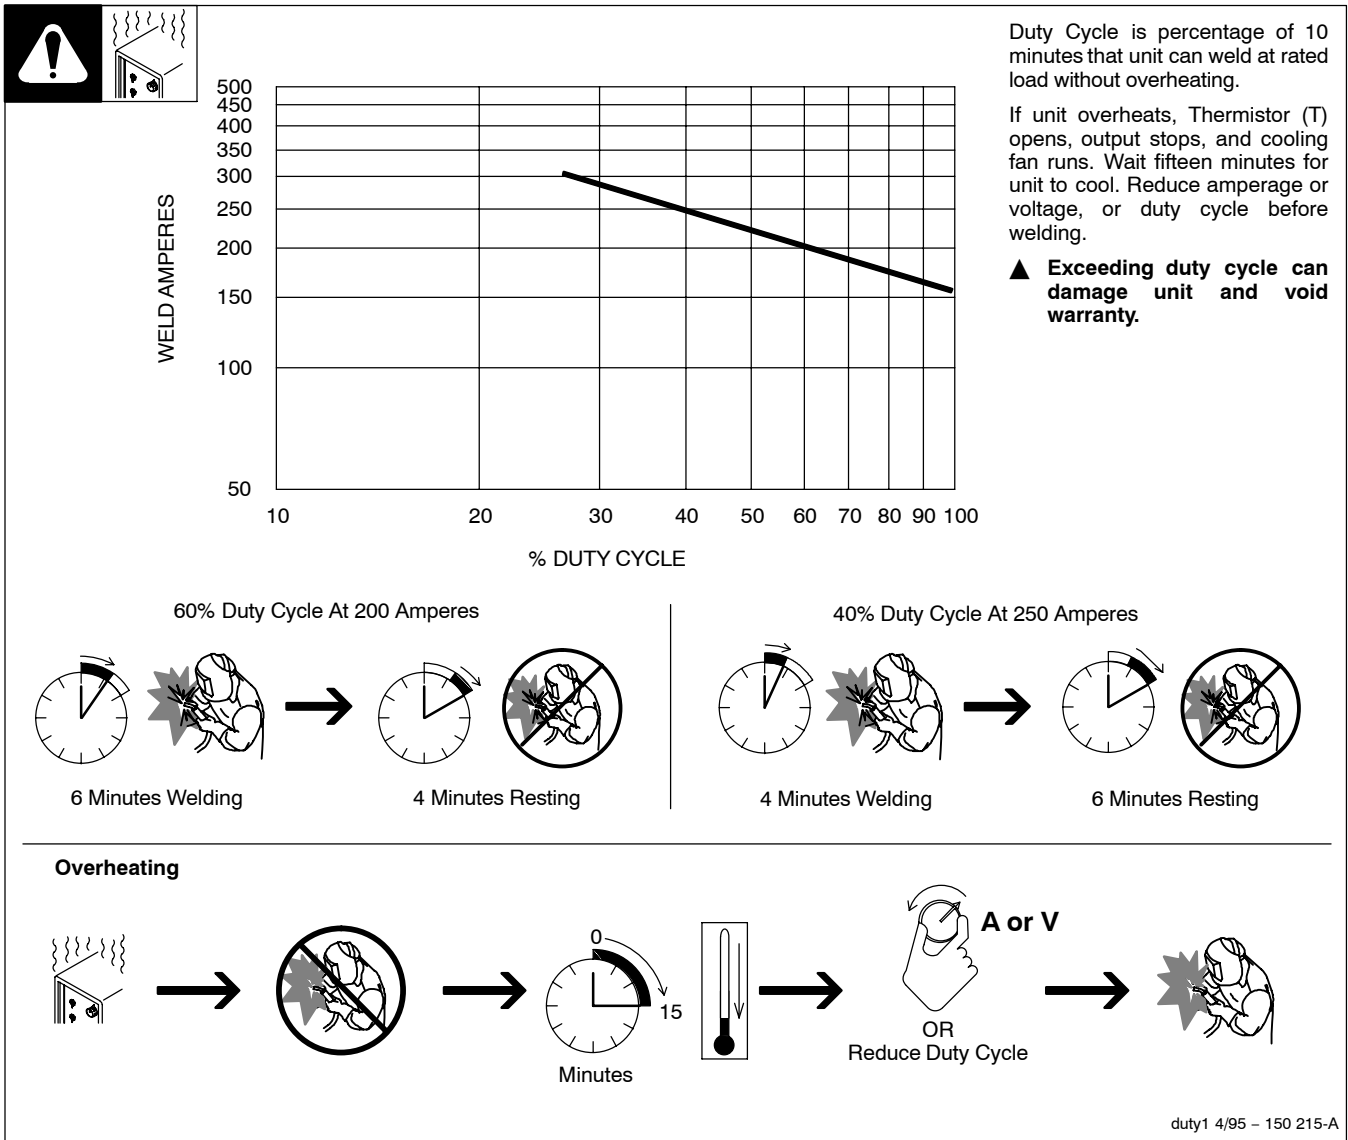 Duty Cycle is percentage of 10
minutes that unit can weld at rated
load without overheating.
If unit overheats, Thermistor (T)
opens, output stops, and cooling
fan runs. Wait fifteen minutes for
unit to cool. Reduce amperage or
voltage, or duty cycle before
welding.
Exceeding duty cycle can
damage unit and void
warranty.
500
450
400
350
300
250
200
150
100
50
WELD AMPERES
10 20 30 40 50 60 70 80 90 100
% DUTY CYCLE
60% Duty Cycle At 200 Amperes
6 Minutes Welding
4 Minutes Resting
40% Duty Cycle At 250 Amperes
4 Minutes Welding
6 Minutes Resting
Overheating
0
15
Minutes
A or V
OR
Reduce Duty Cycle
duty1 4/95 – 150 215-A